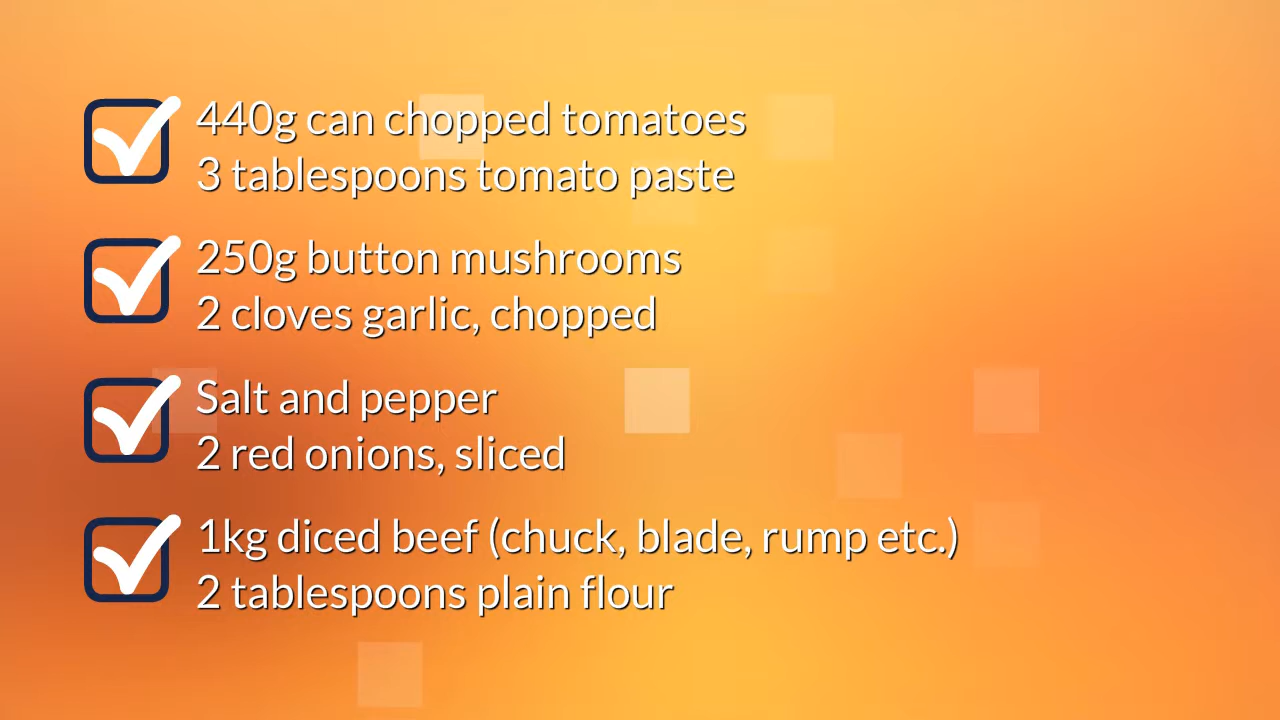 440g can chopped tomatoes
3 tablespoons tomato paste
250g button mushrooms
2 cloves garlic, chopped
Salt and pepper
2 red onions, sliced
1kg diced beef (chuck, blade, rump etc.)
2 tablespoons plain flour